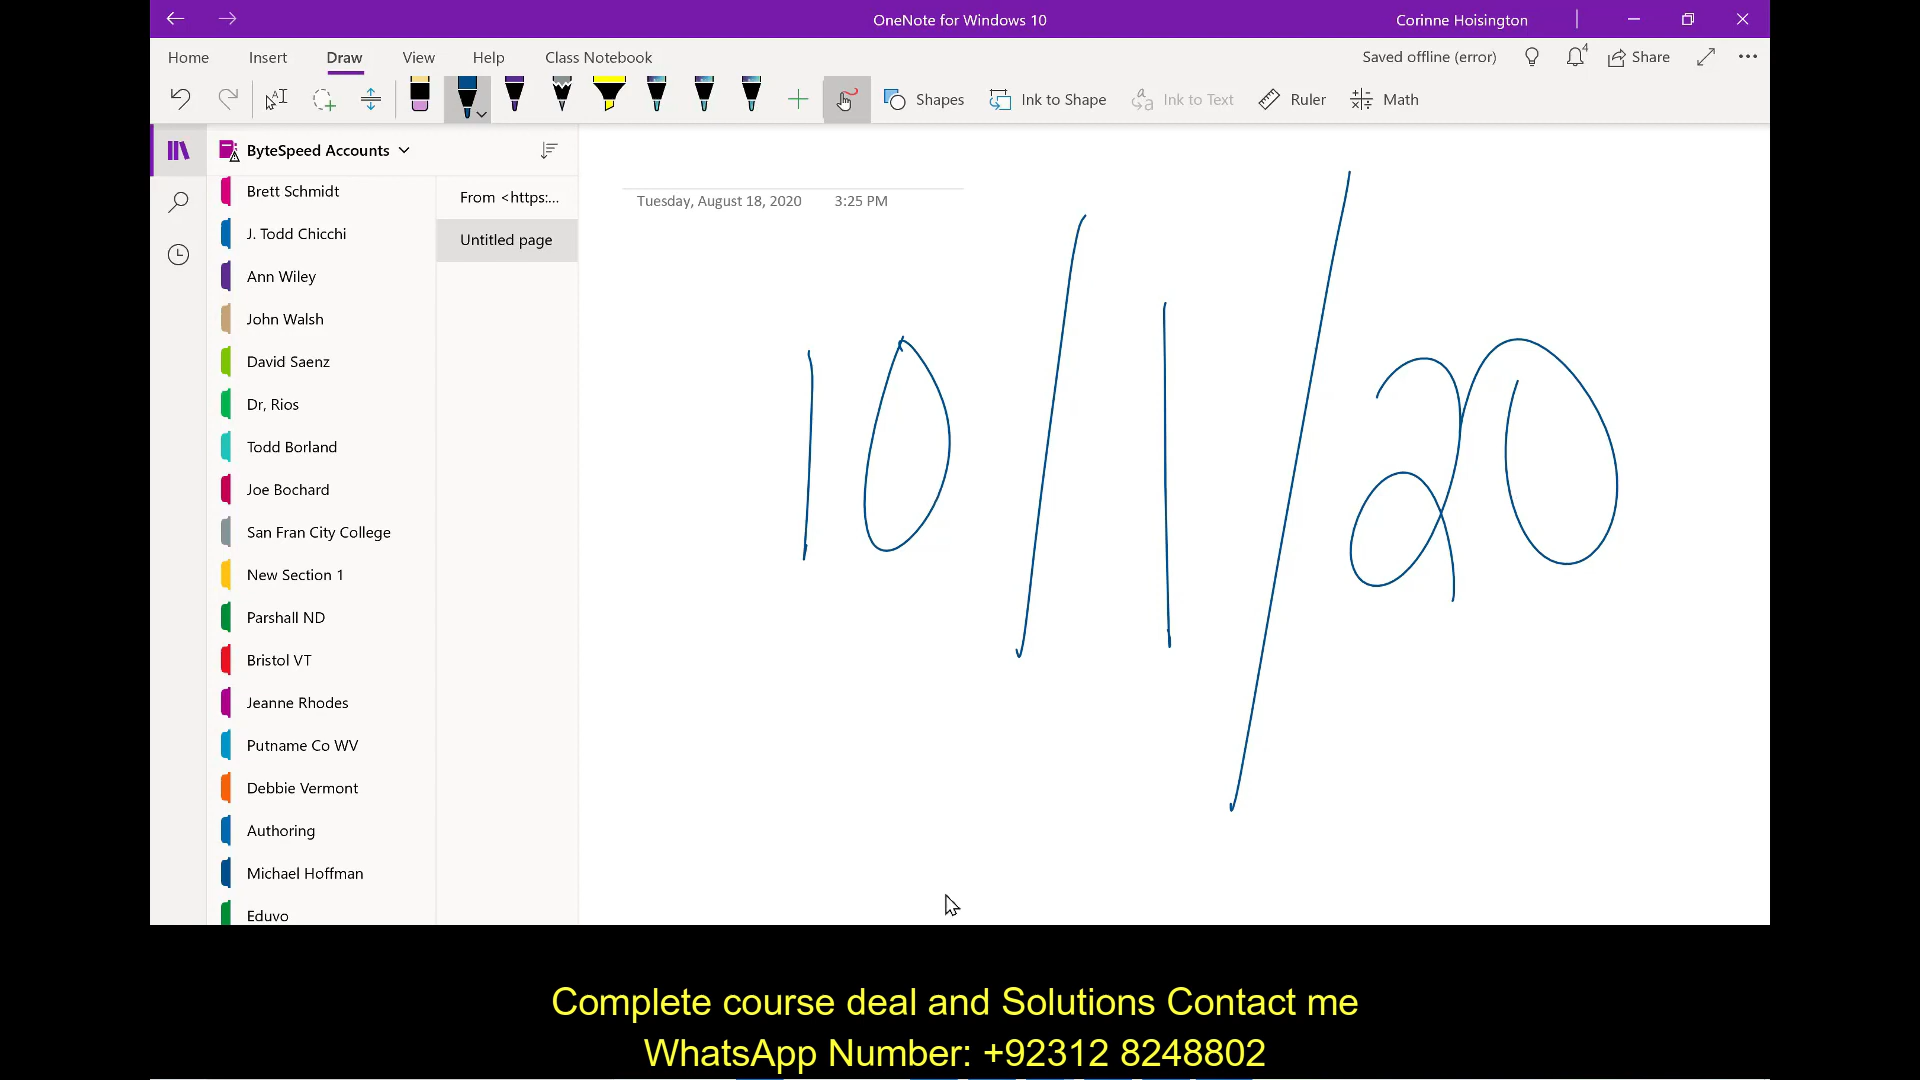 OneNote for Windows 10
Corinne Hoisington
Home
Insert
Draw
View
Help
Class Notebook
Saved offline (error)
4
Share
Shapes
Ink to Shape
Ink to Text
Ruler
Math
ByteSpeed Accounts
Brett Schmidt
J. Todd Chicchi
Ann Wiley
John Walsh
David Saenz
Dr, Rios
Todd Borland
Joe Bochard
San Fran City College
New Section 1
Parshall ND
Bristol VT
Jeanne Rhodes
Putname Co WV
Debbie Vermont
Authoring
Michael Hoffman
Eduvo
From <https:...
Untitled page
Tuesday, August 18, 2020 3:25 PM
10/1/20
Complete course deal and Solutions Contact me
WhatsApp Number: +92312 8248802